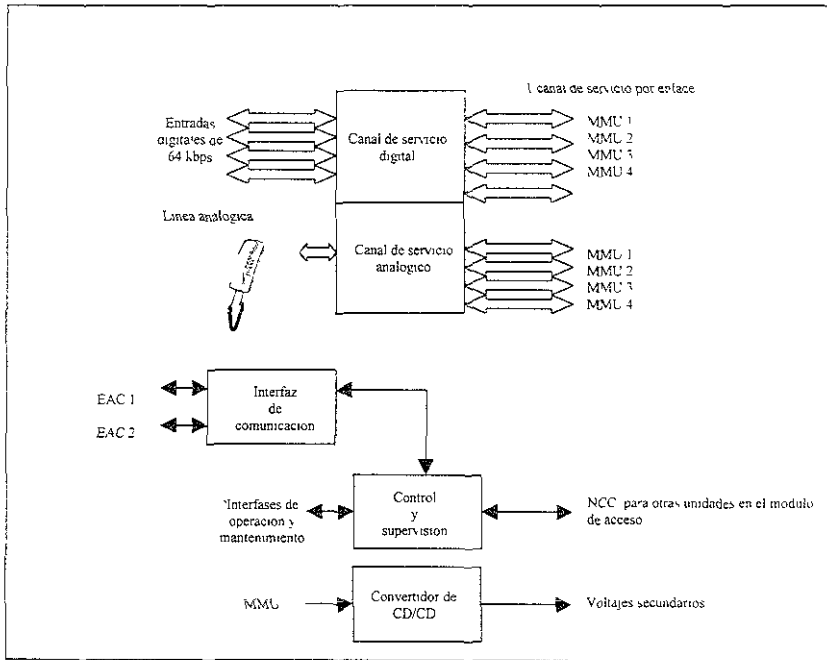 1 canal de servicio por enlace
Entradas
digitales de
64 kbps
Canal de servicio
digital
MMU 1
MMU 2
MMU 3
MMU 4
Linea analogica
Canal de servicio
analogico
MMU 1
MMU 2
MMU 3
MMU 4
EAC 1
EAC 2
Interfaz
de
comunicacion
Interfases de
operacion y
mantenimiento
Control
y
supervision
NCC para otras unidades en el modulo
de acceso
MMU
Convertidor de
CD/CD
Voltajes secundarios